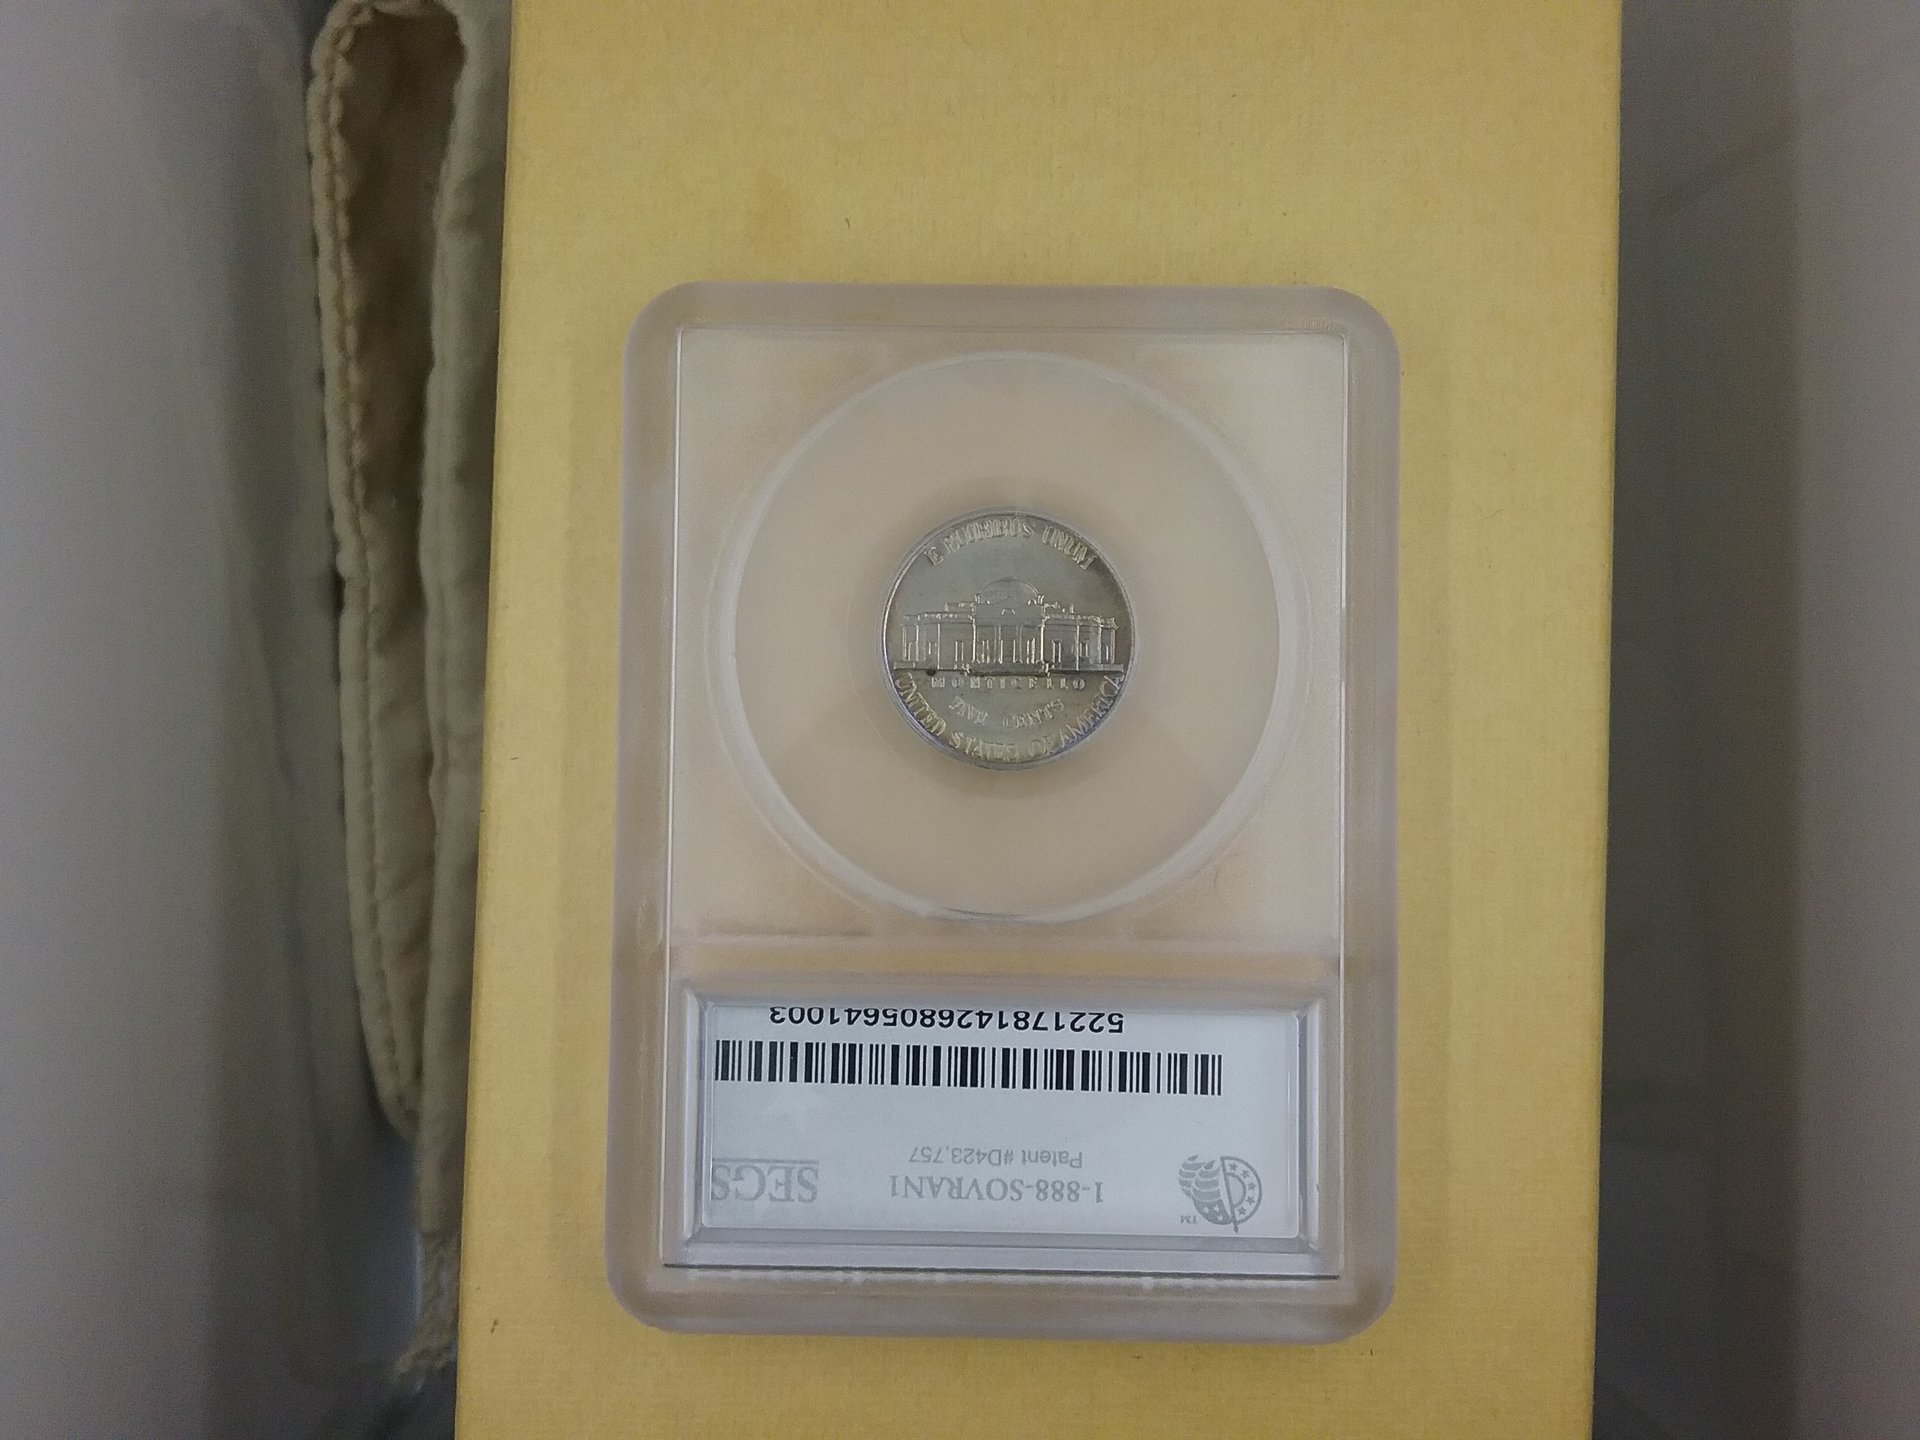 E PLURIBUS UNUM
MONTICELLO
FIVE CENTS
UNITED STATES OF AMERICA
TM
1-888-SOVRAN1
SEGS
Patent #D423,757
5221781426805641003